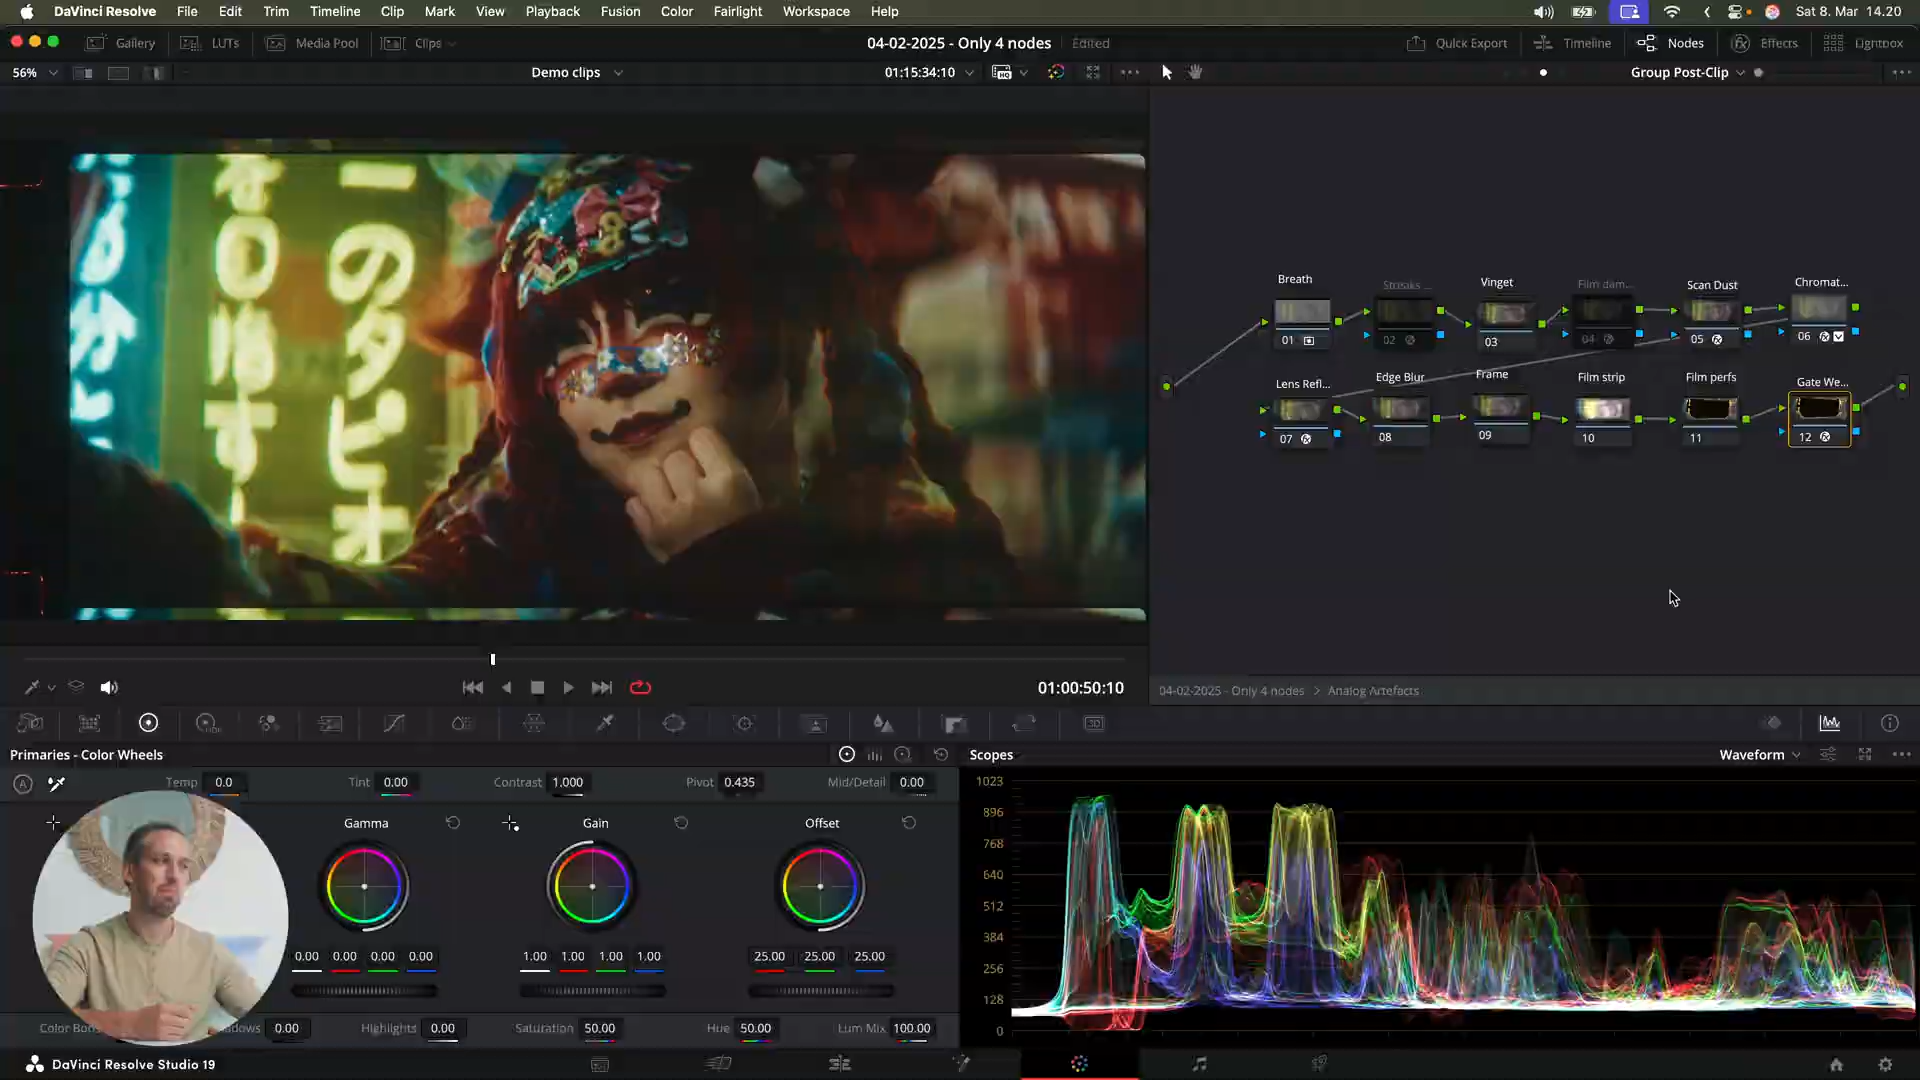 DaVinci Resolve File Edit Trim Timeline Clip Mark View Playback Fusion Color Fairlight Workspace Help Sat 8. Mar 14.20
Gallery LUTs Media Pool Clips 04-02-2025 - Only 4 nodes Edited Quick Export Timeline Nodes Effects Lightbox
56% Demo clips 01:15:34:10 Group Post-Clip
Breath Streaks ... Vinget Film dam... Scan Dust Chromat...
01 02 03 04 05 06
Lens Refl... Edge Blur Frame Film strip Film perfs Gate We...
07 08 09 10 11 12
01:00:50:10
04-02-2025 - Only 4 nodes > Analog Artefacts
Primaries - Color Wheels Scopes Waveform
Temp 0.0 Tint 0.00 Contrast 1.000 Pivot 0.435 Mid/Detail 0.00
Gamma Gain Offset
0.00 0.00 0.00 0.00 1.00 1.00 1.00 1.00 25.00 25.00 25.00
Color Boo 0.00 Highlights 0.00 Saturation 50.00 Hue 50.00 Lum Mix 100.00
1023
896
768
640
512
384
256
128
0
DaVinci Resolve Studio 19